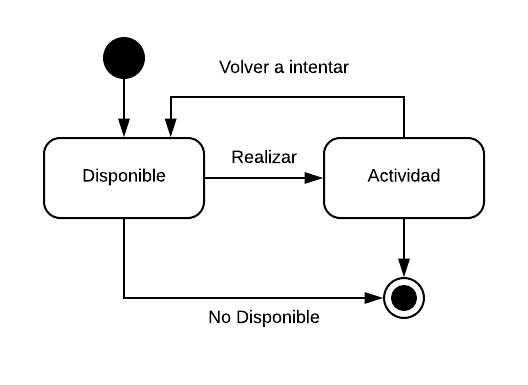 Volver a intentar
Realizar
Disponible
Actividad
No Disponible